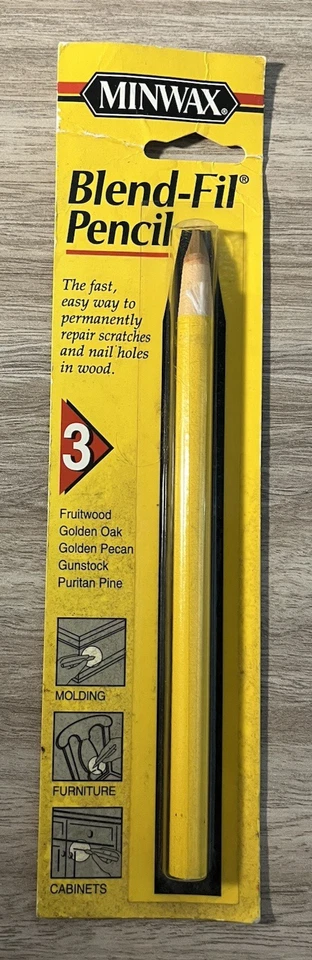 MINWAX®
Blend-Fil®
Pencil
The fast,
easy way to
permanently
repair scratches
and nail holes
in wood.
3
Fruitwood
Golden Oak
Golden Pecan
Gunstock
Puritan Pine
MOLDING
FURNITURE
CABINETS